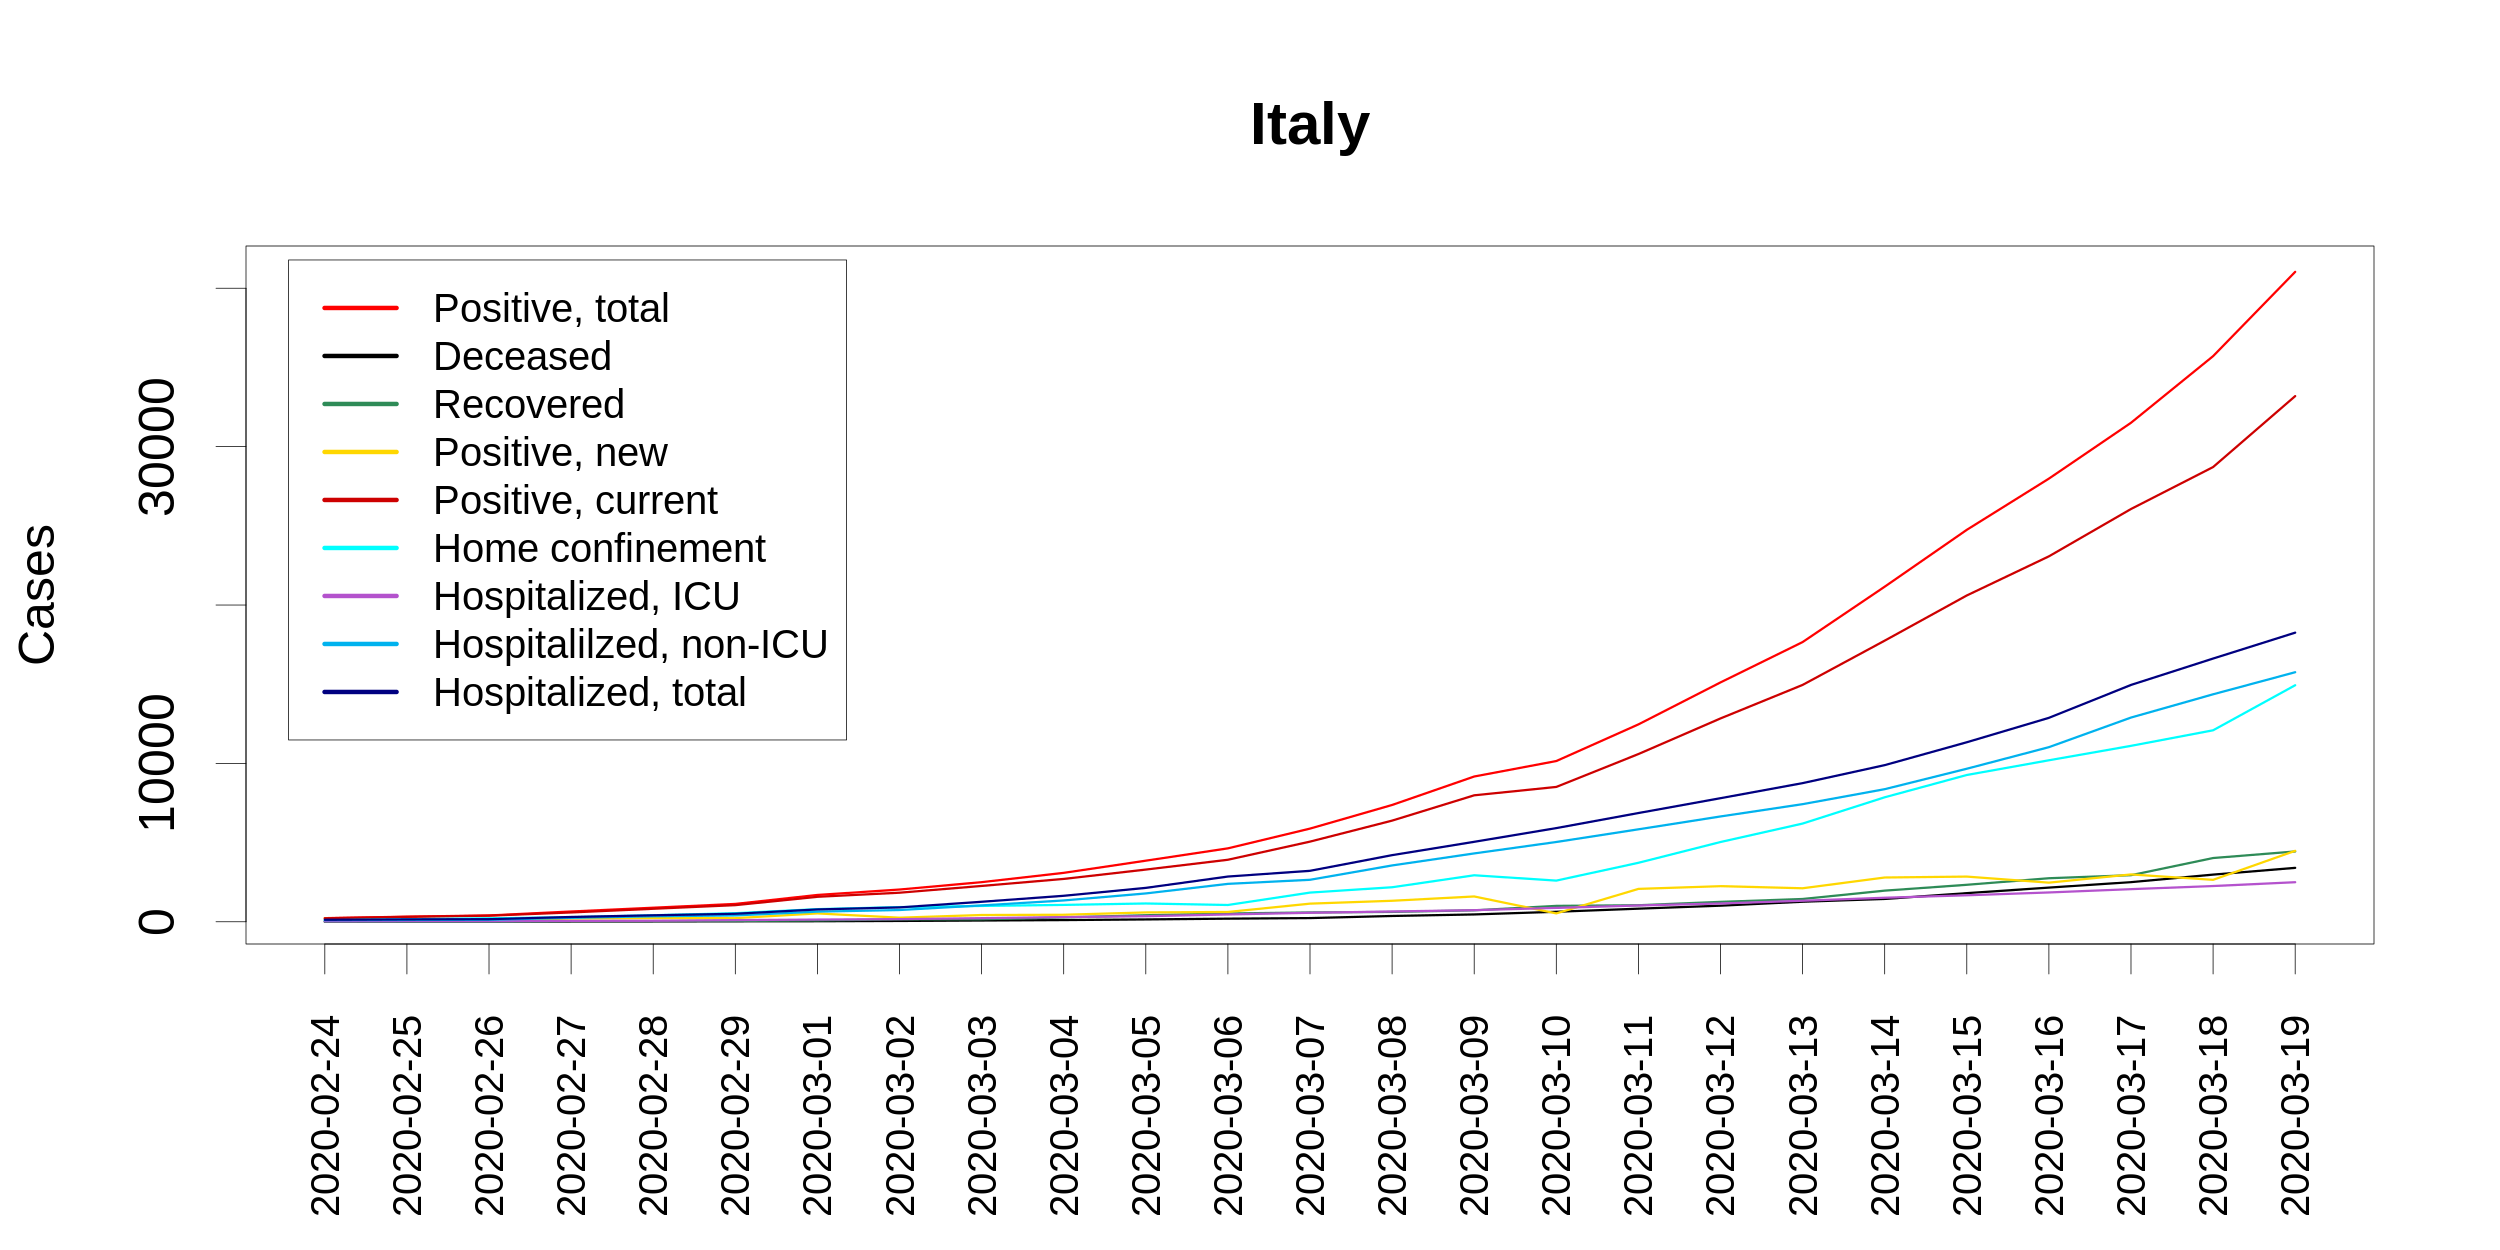 Italy
Cases
0
10000
30000
Positive, total
Deceased
Recovered
Positive, new
Positive, current
Home confinement
Hospitalized, ICU
Hospitalilzed, non-ICU
Hospitalized, total
2020-02-24
2020-02-25
2020-02-26
2020-02-27
2020-02-28
2020-02-29
2020-03-01
2020-03-02
2020-03-03
2020-03-04
2020-03-05
2020-03-06
2020-03-07
2020-03-08
2020-03-09
2020-03-10
2020-03-11
2020-03-12
2020-03-13
2020-03-14
2020-03-15
2020-03-16
2020-03-17
2020-03-18
2020-03-19